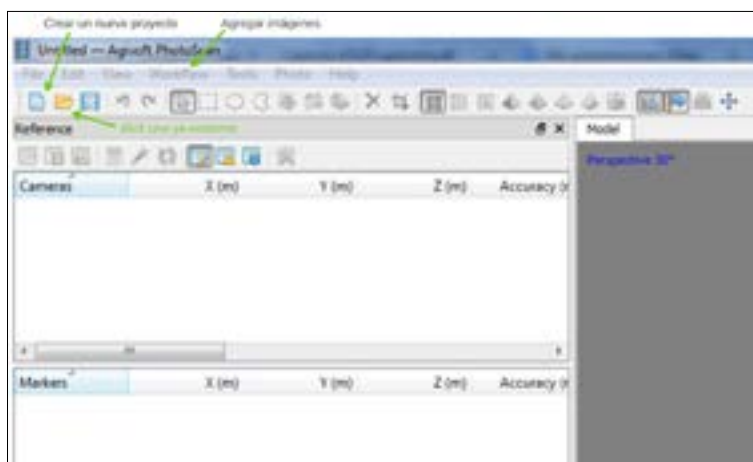 Crear un nuevo proyecto Agregar imágenes
Untitled — Agisoft PhotoScan
File Edit View Workflow Tools Photo Help
Reference
Model
Perspective 30°
Cameras X (m) Y (m) Z (m) Accuracy (m
Markers X (m) Y (m) Z (m) Accuracy (m